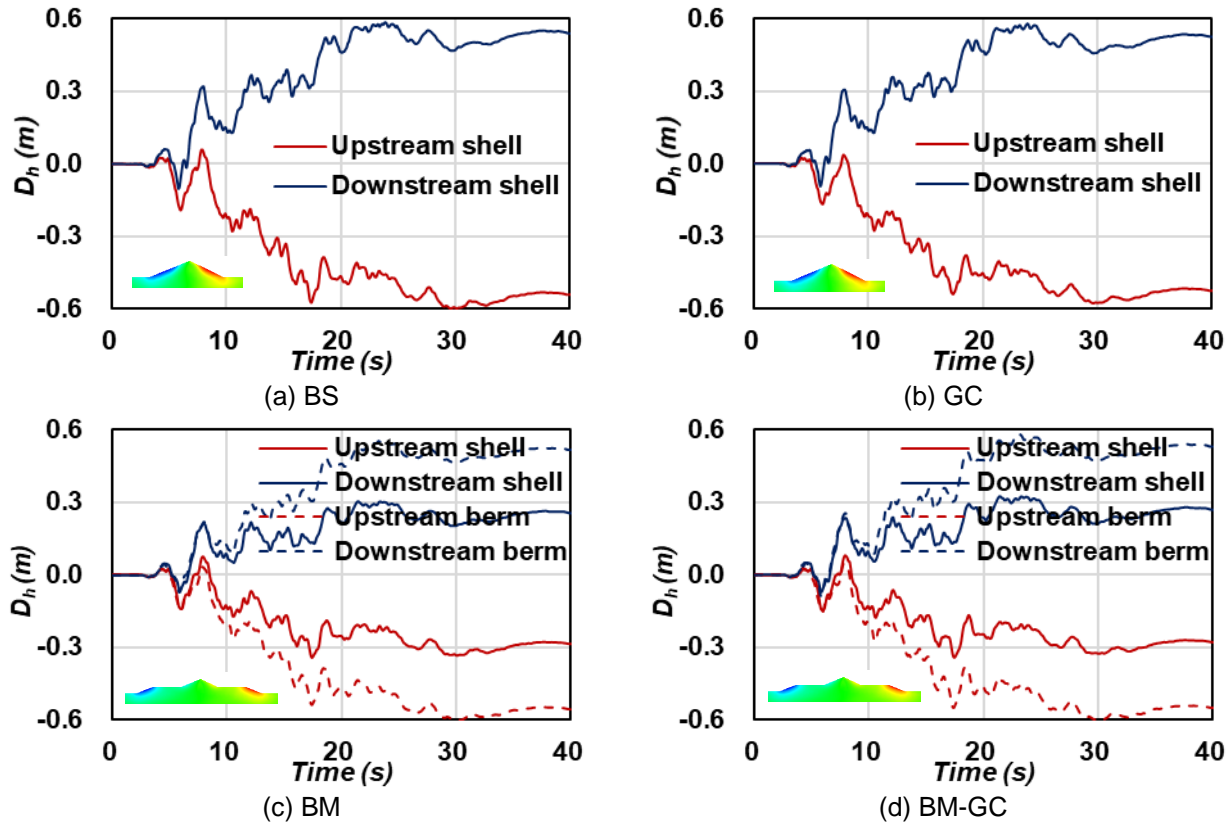 0.6
0.3
0.0
-0.3
-0.6
D_h (m)
Upstream shell
Downstream shell
0 10 20 30 40
Time (s)
(a) BS
0.6
0.3
0.0
-0.3
-0.6
D_h (m)
Upstream shell
Downstream shell
0 10 20 30 40
Time (s)
(b) GC
0.6
0.3
0.0
-0.3
-0.6
D_h (m)
Upstream shell
Downstream shell
Upstream berm
Downstream berm
0 10 20 30 40
Time (s)
(c) BM
0.6
0.3
0.0
-0.3
-0.6
D_h (m)
Upstream shell
Downstream shell
Upstream berm
Downstream berm
0 10 20 30 40
Time (s)
(d) BM-GC